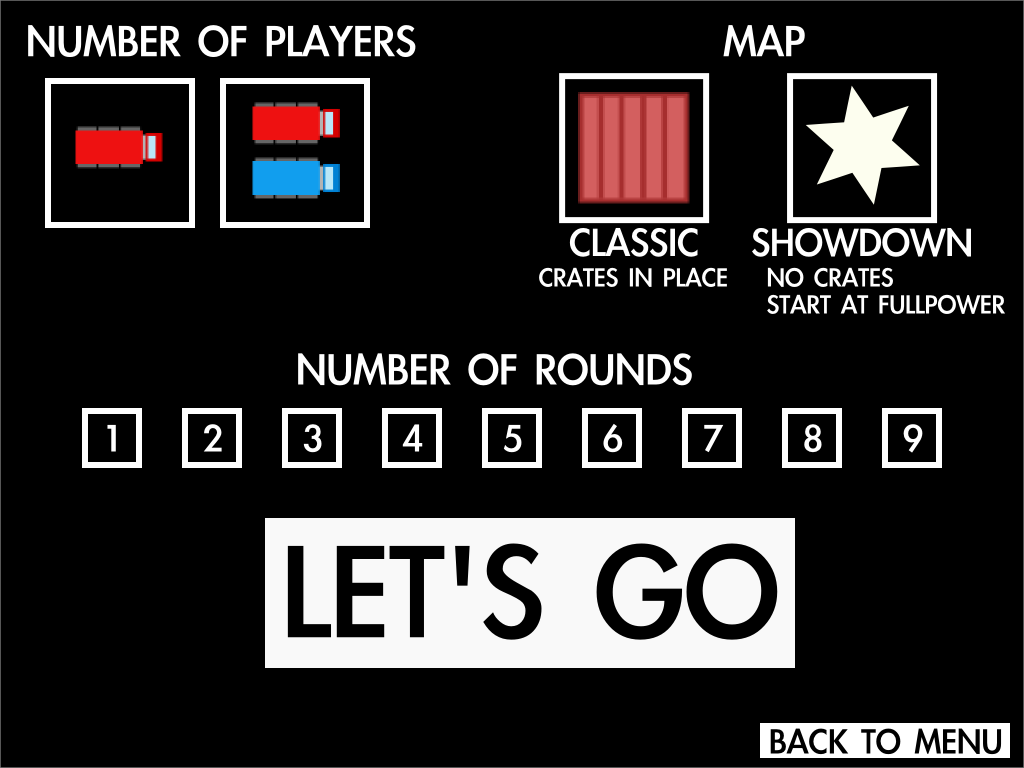 NUMBER OF PLAYERS
MAP
CLASSIC
CRATES IN PLACE
SHOWDOWN
NO CRATES
START AT FULLPOWER
NUMBER OF ROUNDS
1 2 3 4 5 6 7 8 9
LET'S GO
BACK TO MENU